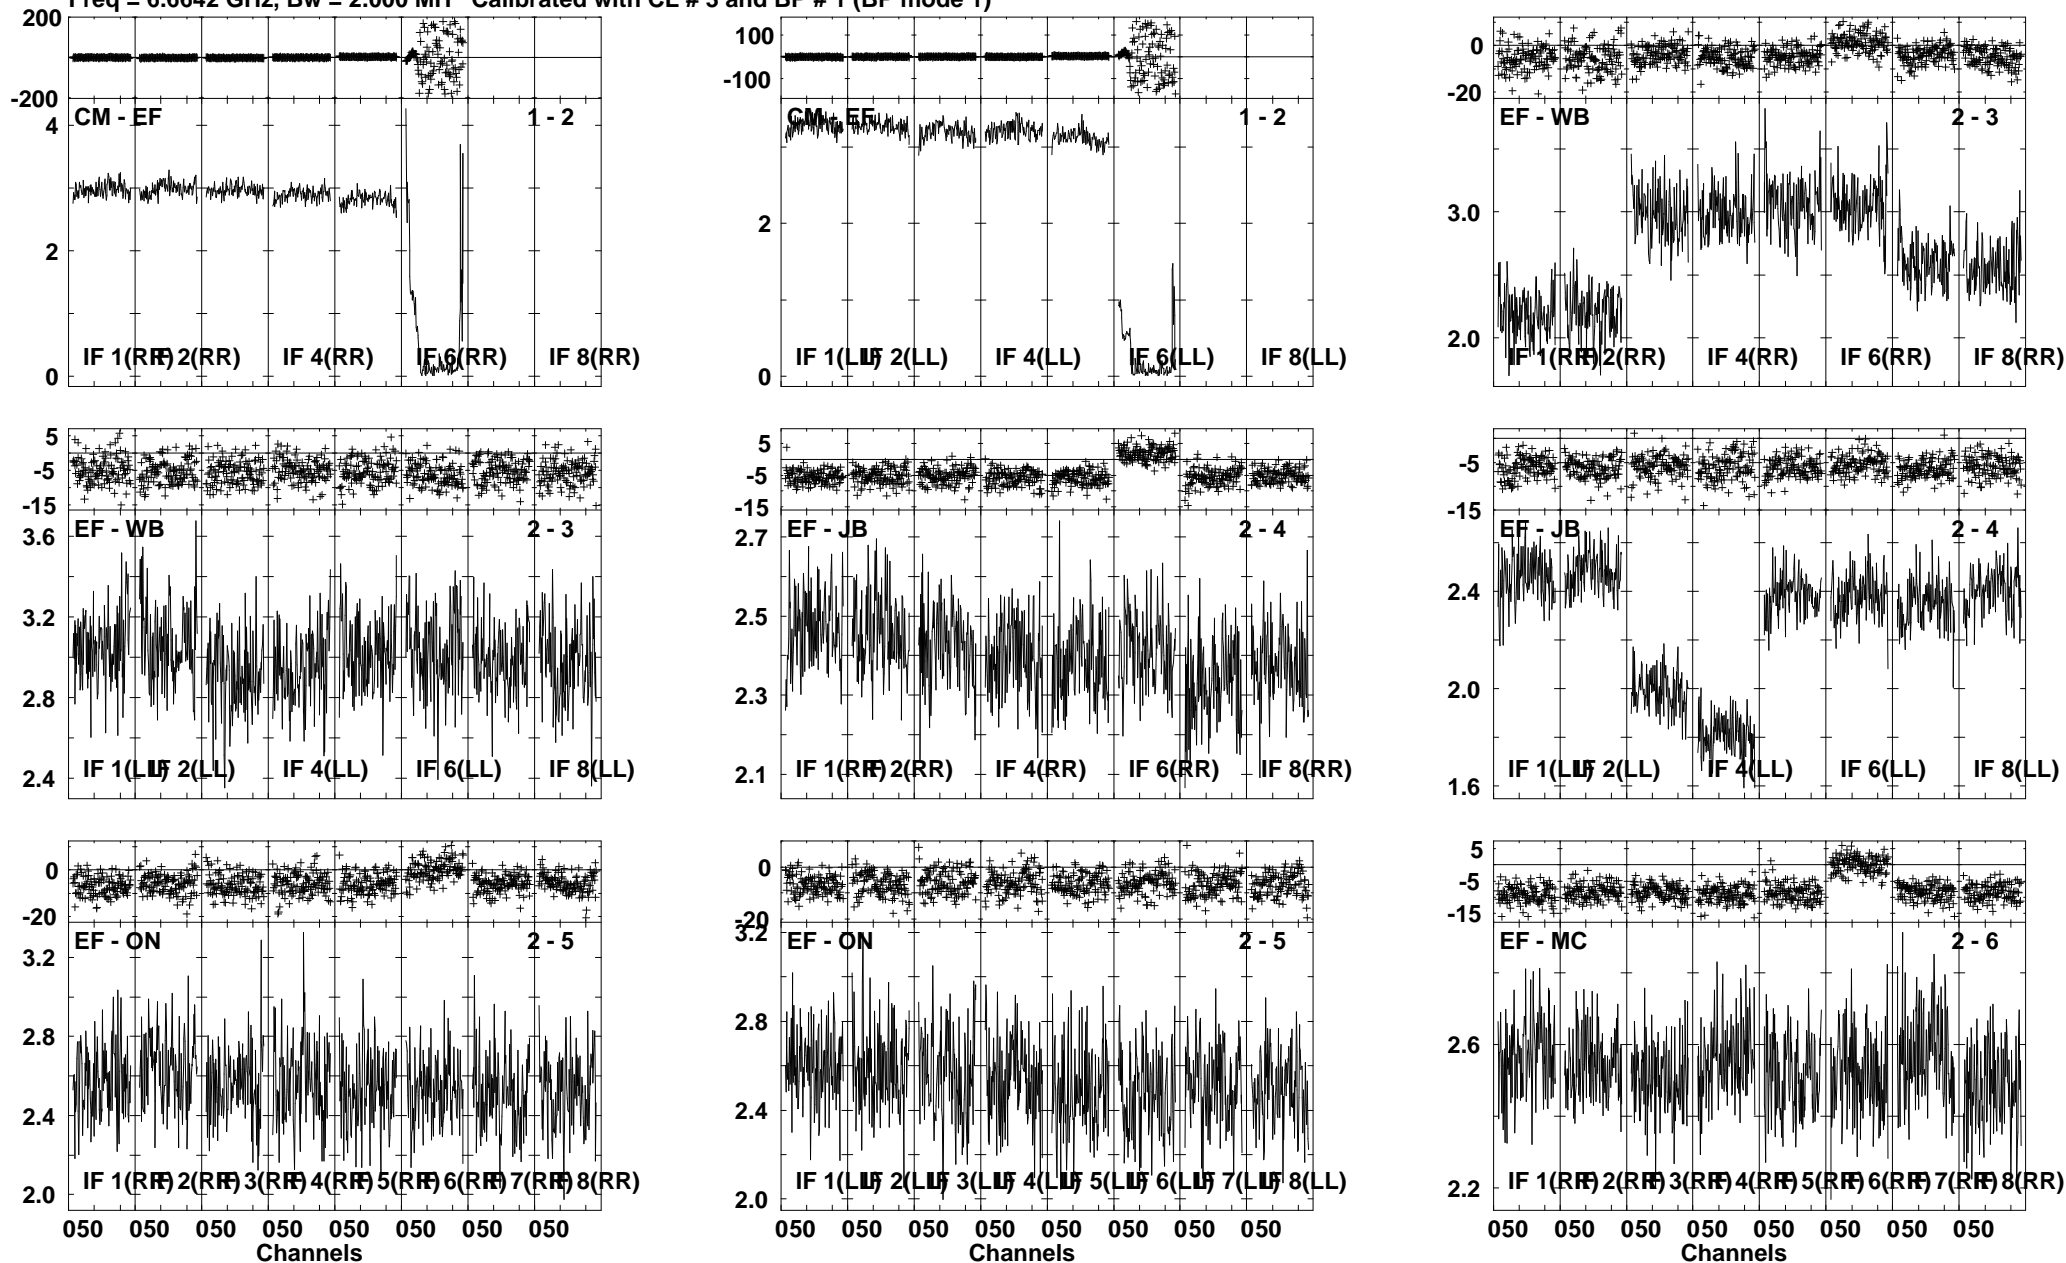 Calibrated with CL # 3 and BP # 1 (BP mode 1)
200
-200
CM - EF
1 - 2
4
2
0
IF 1(RR) IF 2(RR) IF 4(RR) IF 6(RR) IF 8(RR)
100
-100
CM - EF
1 - 2
2
0
IF 1(LL) IF 2(LL) IF 4(LL) IF 6(LL) IF 8(LL)
0
-20
EF - WB
2 - 3
3.0
2.0
IF 1(RR) IF 2(RR) IF 4(RR) IF 6(RR) IF 8(RR)
5
-5
-15
EF - WB
2 - 3
3.6
3.2
2.8
2.4
IF 1(LL) IF 2(LL) IF 4(LL) IF 6(LL) IF 8(LL)
5
-5
-15
EF - JB
2 - 4
2.7
2.5
2.3
2.1
IF 1(RR) IF 2(RR) IF 4(RR) IF 6(RR) IF 8(RR)
-5
-15
EF - JB
2 - 4
2.4
2.0
1.6
IF 1(LL) IF 2(LL) IF 4(LL) IF 6(LL) IF 8(LL)
0
-20
EF - ON
2 - 5
3.2
2.8
2.4
2.0
IF 1(RR) IF 2(RR) IF 3(RR) IF 4(RR) IF 5(RR) IF 6(RR) IF 7(RR) IF 8(RR)
050 050 050 050 050 050 050 050
Channels
0
-20
EF - ON
2 - 5
3.2
2.8
2.4
2.0
IF 1(LL) IF 2(LL) IF 3(LL) IF 4(LL) IF 5(LL) IF 6(LL) IF 7(LL) IF 8(LL)
050 050 050 050 050 050 050 050
Channels
5
-5
-15
EF - MC
2 - 6
2.6
2.2
IF 1(RR) IF 2(RR) IF 3(RR) IF 4(RR) IF 5(RR) IF 6(RR) IF 7(RR) IF 8(RR)
050 050 050 050 050 050 050 050
Channels